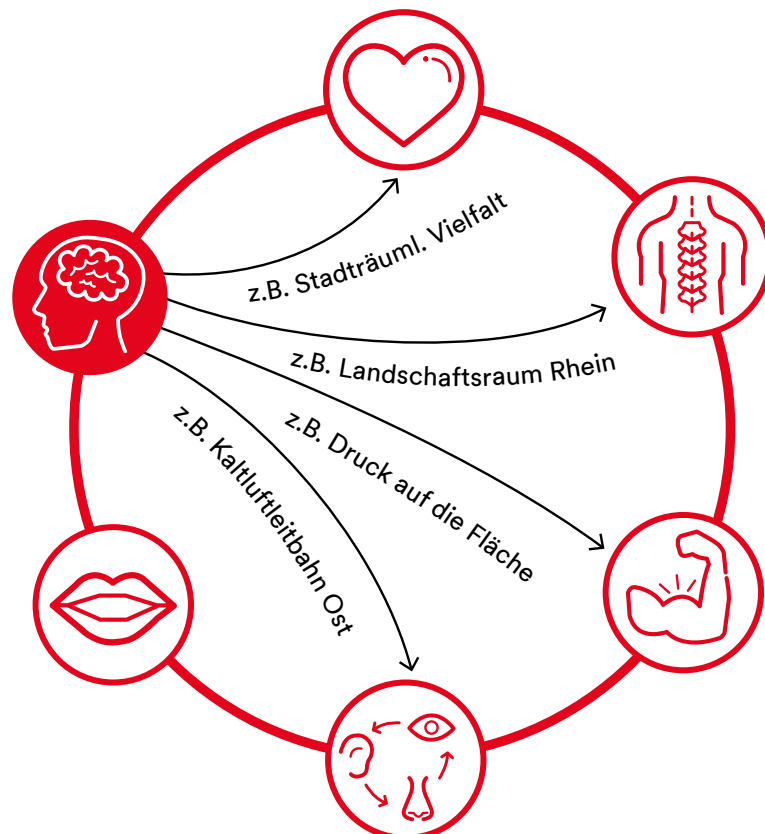 z.B. Stadträuml. Vielfalt
z.B. Landschaftsraum Rhein
z.B. Druck auf die Fläche
z.B. Kaltluftleitbahn Ost